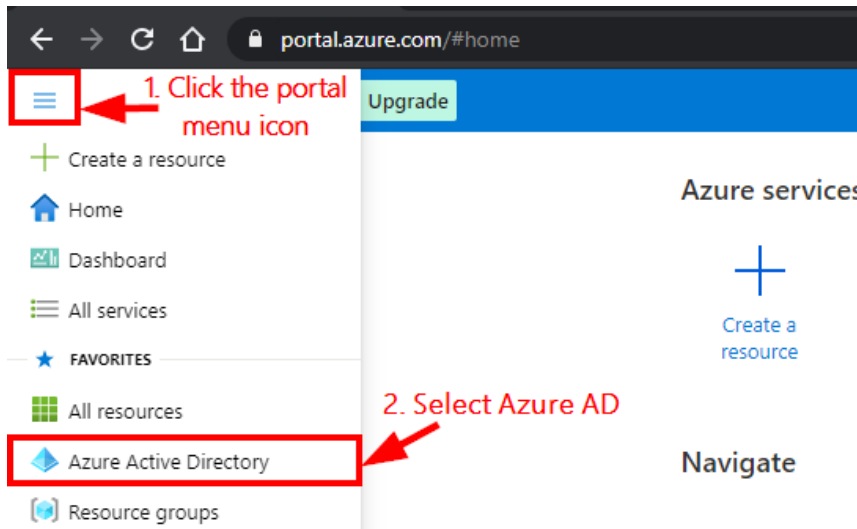 portal.azure.com/#home
1. Click the portal
menu icon
Upgrade
Create a resource
Home
Dashboard
All services
FAVORITES
All resources
Azure Active Directory
Resource groups
2. Select Azure AD
Azure services
Create a
resource
Navigate